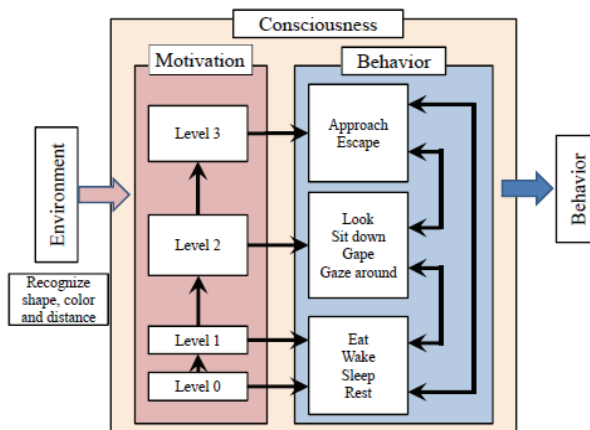 Consciousness
Motivation
Behavior
Level 3
Approach
Escape
Environment
Behavior
Level 2
Look
Sit down
Gape
Gaze around
Recognize
shape, color
and distance
Level 1
Level 0
Eat
Wake
Sleep
Rest